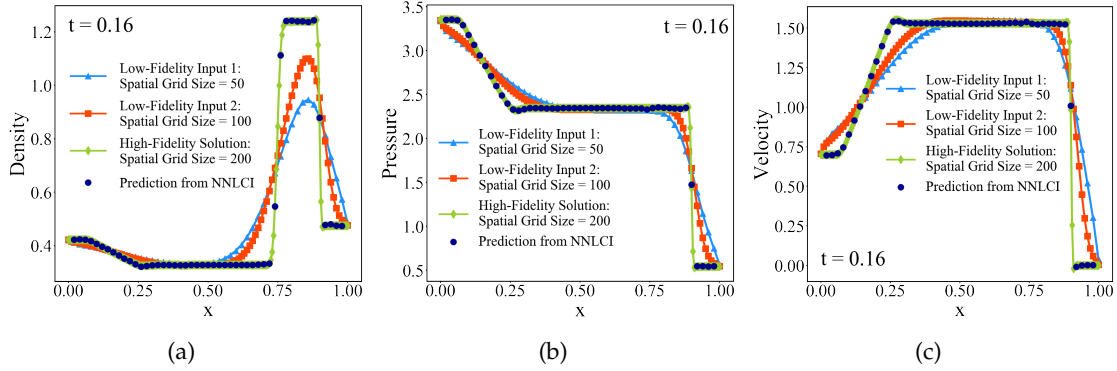 t = 0.16
Low-Fidelity Input 1:
Spatial Grid Size = 50
Low-Fidelity Input 2:
Spatial Grid Size = 100
High-Fidelity Solution:
Spatial Grid Size = 200
Prediction from NNLCI
Density
1.2
1.0
0.8
0.6
0.4
0.00 0.25 0.50 0.75 1.00
x
(a)
t = 0.16
Low-Fidelity Input 1:
Spatial Grid Size = 50
Low-Fidelity Input 2:
Spatial Grid Size = 100
High-Fidelity Solution:
Spatial Grid Size = 200
Prediction from NNLCI
Pressure
3.5
3.0
2.5
2.0
1.5
1.0
0.5
0.00 0.25 0.50 0.75 1.00
x
(b)
Low-Fidelity Input 1:
Spatial Grid Size = 50
Low-Fidelity Input 2:
Spatial Grid Size = 100
High-Fidelity Solution:
Spatial Grid Size = 200
Prediction from NNLCI
t = 0.16
Velocity
1.50
1.25
1.00
0.75
0.50
0.25
0.00
0.00 0.25 0.50 0.75 1.00
x
(c)